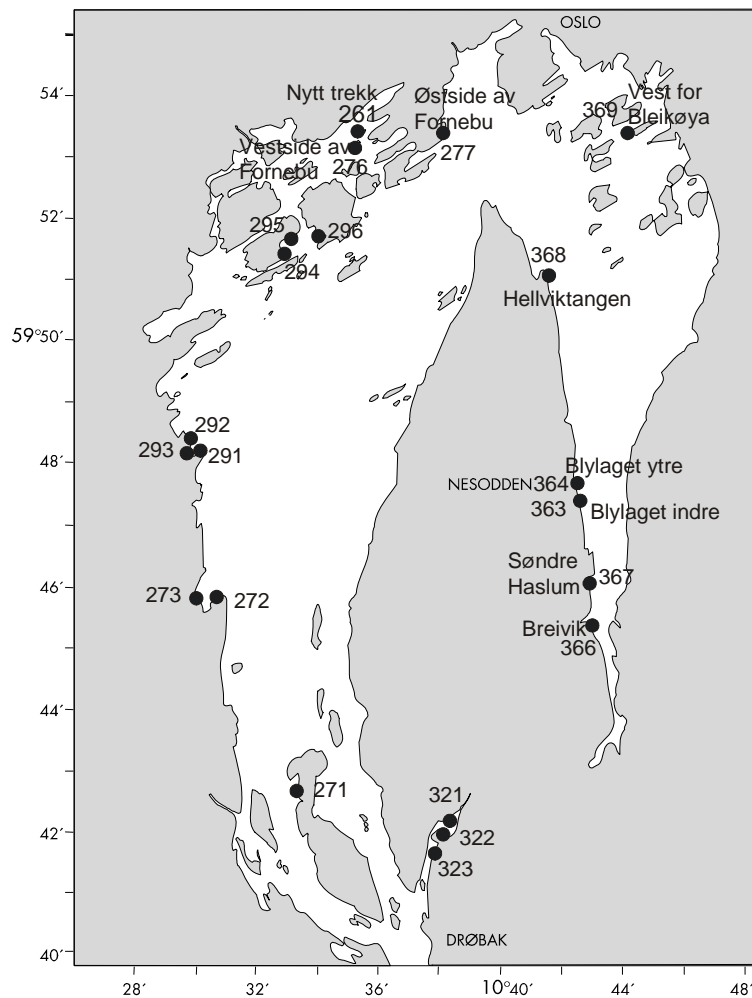 OSLO
54´
Nytt trekk
261
Østside av
Fornebu
277
369
Vest for
Bleikøya
Vestside av
Fornebu
276
52´
295
296
294
368
Hellviktangen
59°50´
292
293
291
48´
Blylaget ytre
NESODDEN
364
363
Blylaget indre
Søndre
Haslum
367
46´
273
272
Breivik
366
44´
271
321
42´
322
323
DRØBAK
40´
28´
32´
36´
10°40´
44´
48´